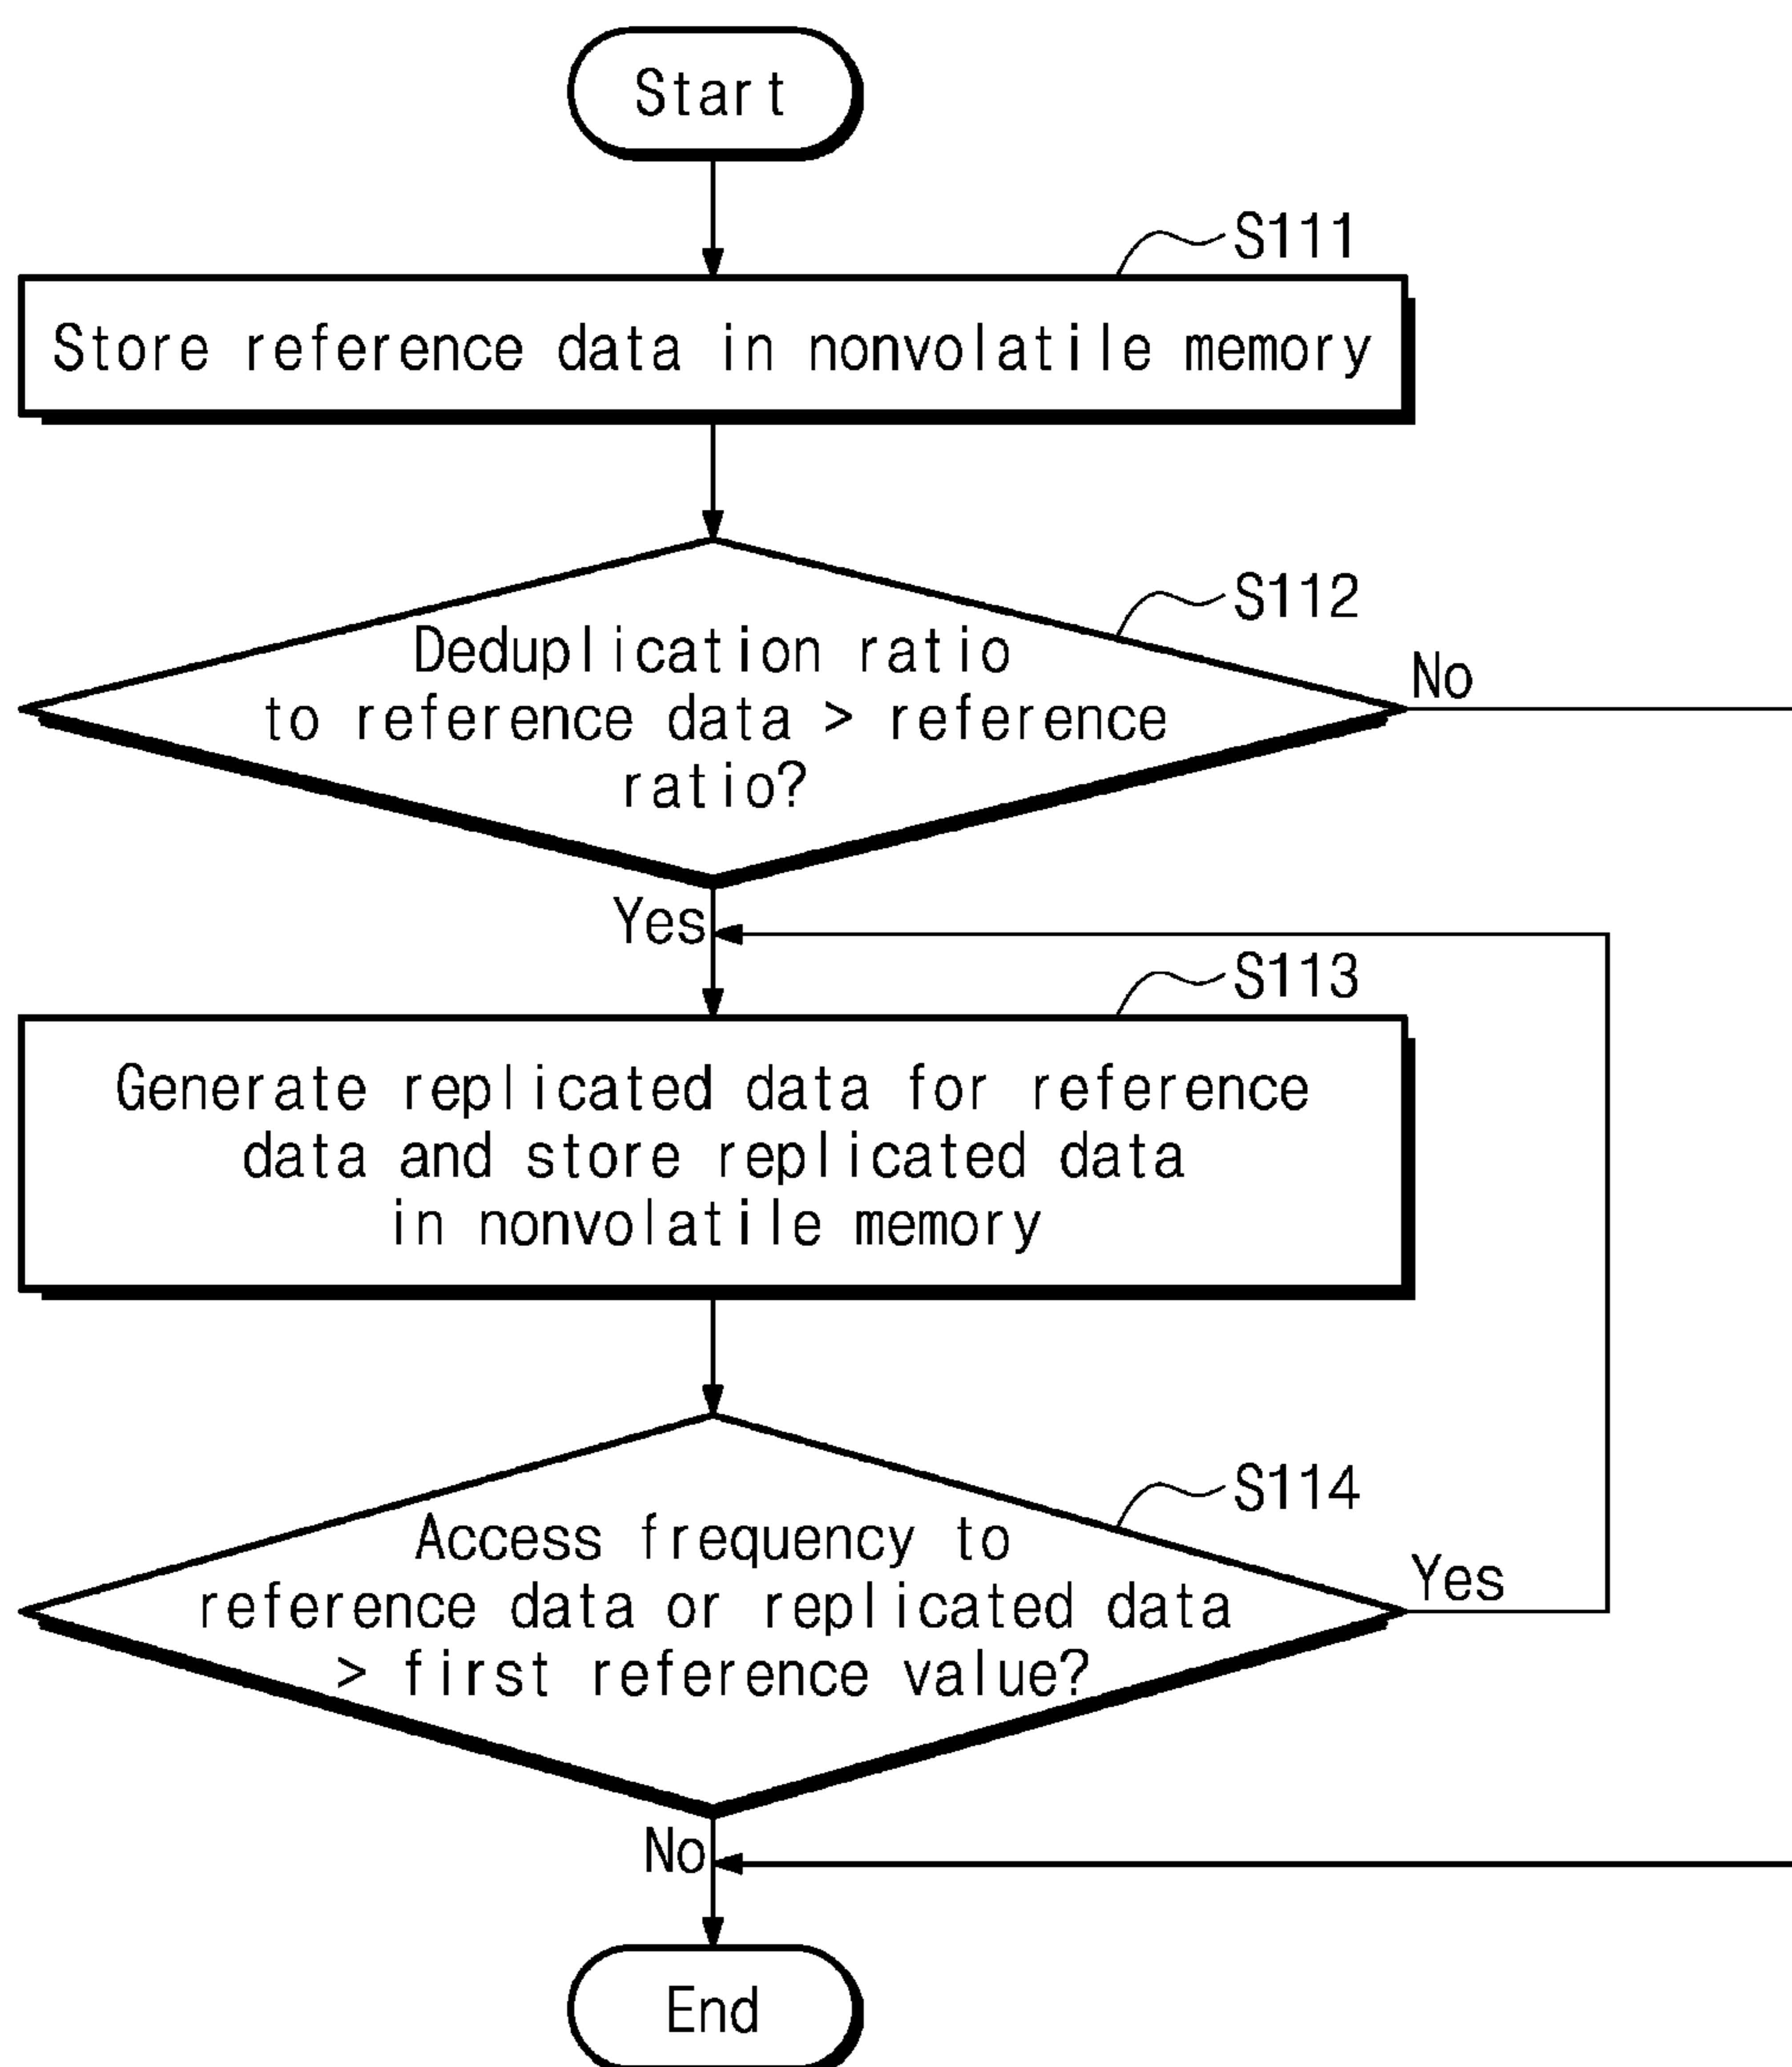 Start
S111
Store reference data in nonvolatile memory
S112
Deduplication ratio
to reference data > reference
ratio?
No
Yes
S113
Generate replicated data for reference
data and store replicated data
in nonvolatile memory
S114
Access frequency to
reference data or replicated data
> first reference value?
Yes
No
End